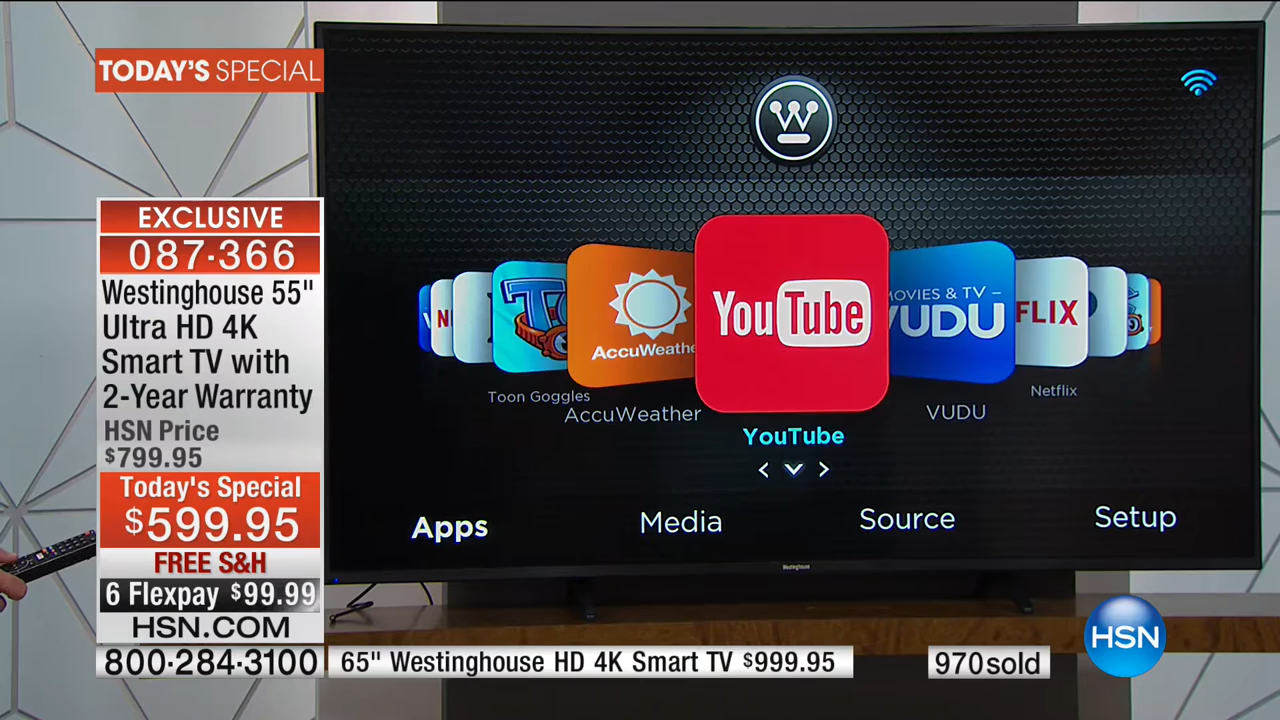 TODAY'S SPECIAL
EXCLUSIVE
087·366
Westinghouse 55"
Ultra HD 4K
Smart TV with
2-Year Warranty
HSN Price
$799.95
Today's Special
$599.95
FREE S&H
6 Flexpay $99.99
HSN.COM
800·284·3100
65" Westinghouse HD 4K Smart TV $999.95
970 sold
HSN
W
AccuWeathe
YouTube
MOVIES & TV –
VUDU
FLIX
Toon Goggles
AccuWeather
YouTube
VUDU
Netflix
< >
Apps
Media
Source
Setup
Westinghouse